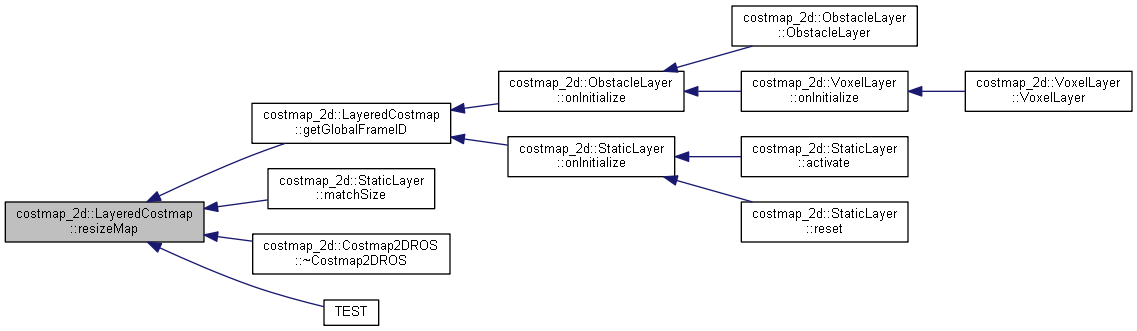 costmap_2d::ObstacleLayer
::ObstacleLayer
costmap_2d::ObstacleLayer
::onInitialize
costmap_2d::VoxelLayer
::onInitialize
costmap_2d::VoxelLayer
::VoxelLayer
costmap_2d::LayeredCostmap
::getGlobalFrameID
costmap_2d::StaticLayer
::onInitialize
costmap_2d::StaticLayer
::activate
costmap_2d::StaticLayer
::matchSize
costmap_2d::LayeredCostmap
::resizeMap
costmap_2d::StaticLayer
::reset
costmap_2d::Costmap2DROS
::~Costmap2DROS
TEST